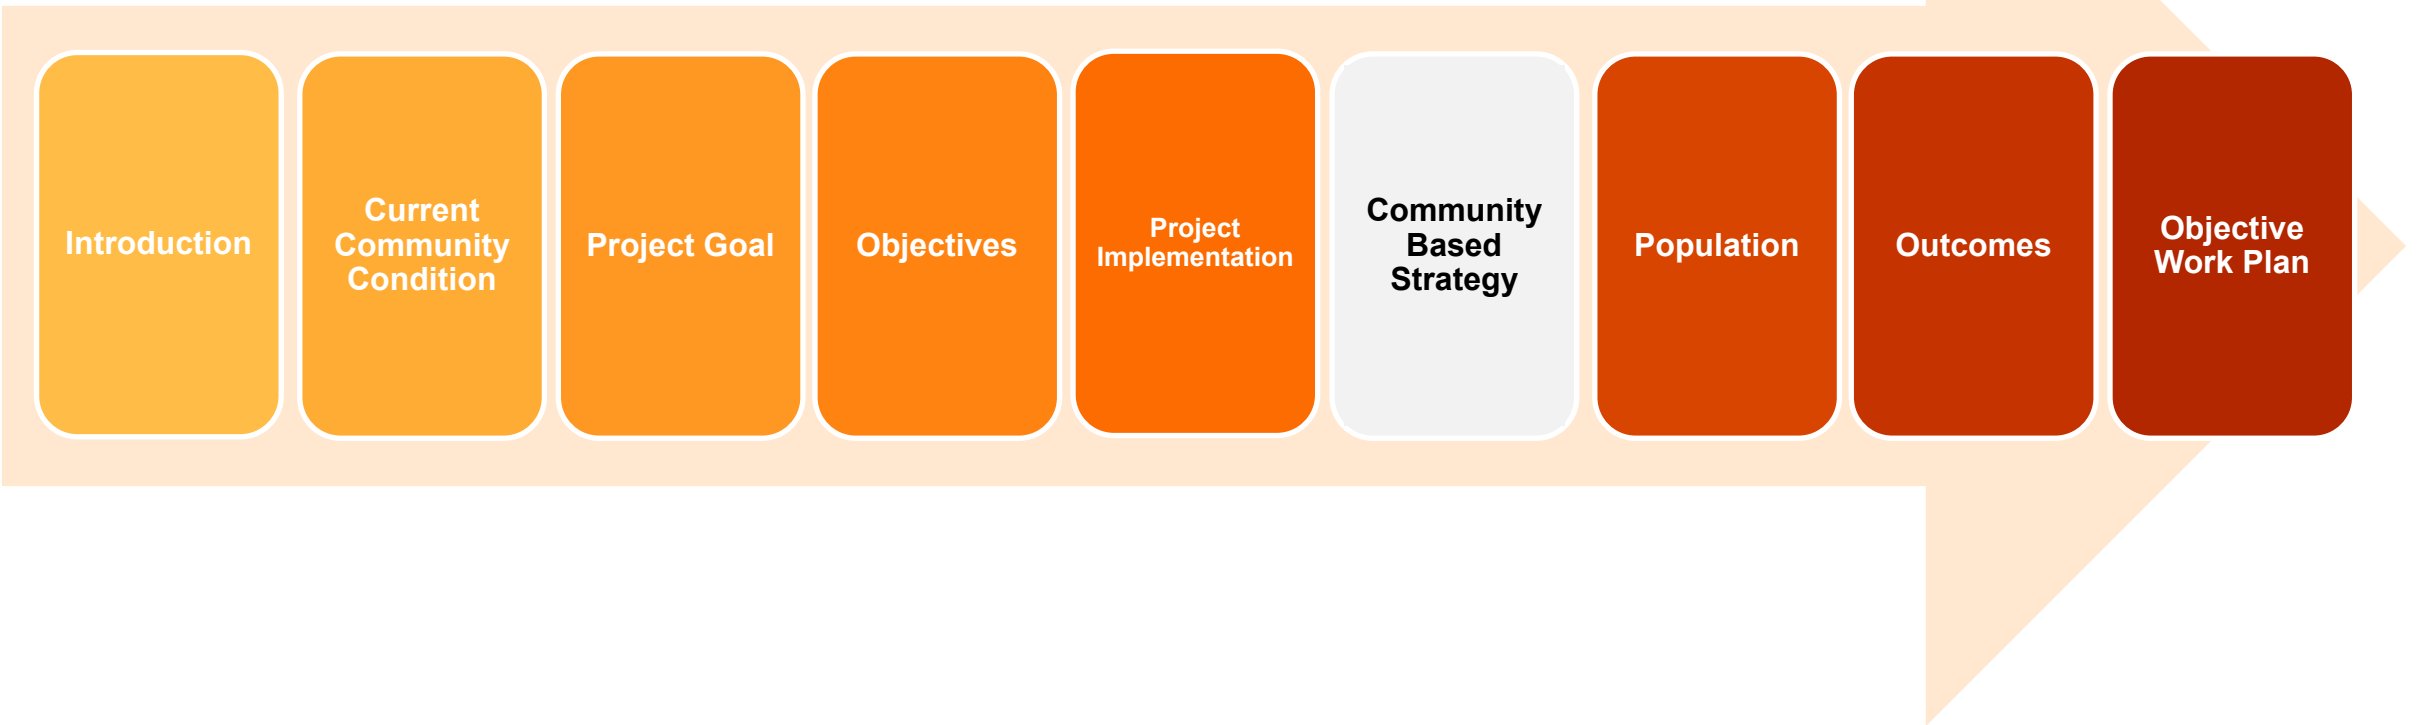 Introduction
Current
Community
Condition
Project Goal
Objectives
Project
Implementation
Community
Based
Strategy
Population
Outcomes
Objective
Work Plan